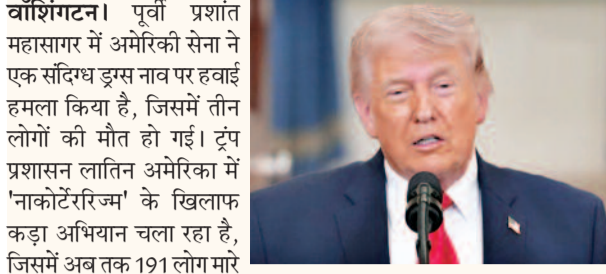 वॉशिंगटन। पूर्वी प्रशांत
महासागर में अमेरिकी सेना ने
एक संदिग्ध ड्रग्स नाव पर हवाई
हमला किया है, जिसमें तीन
लोगों की मौत हो गई। ट्रंप
प्रशासन लातिन अमेरिका में
'नाकोर्टेररिज्म' के खिलाफ
कड़ा अभियान चला रहा है,
जिसमें अब तक 191 लोग मारे